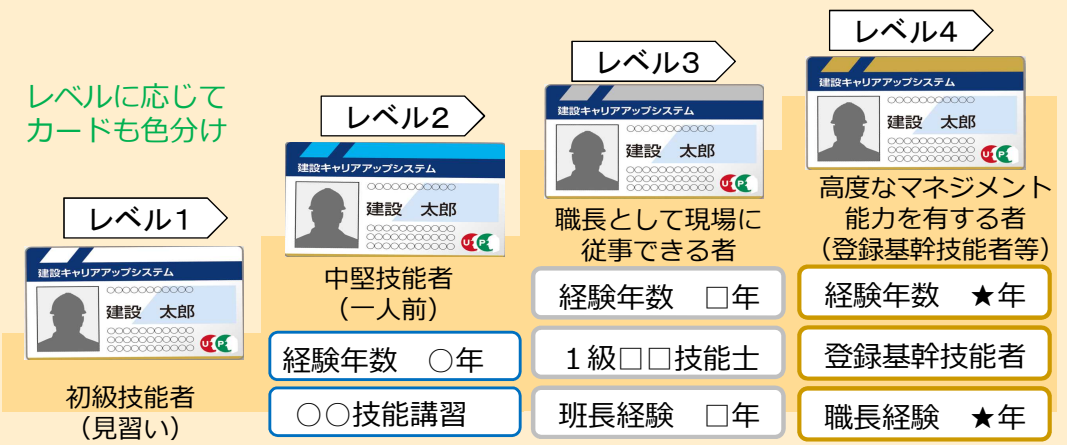 レベルに応じて
カードも色分け
レベル1
建設キャリアアップシステム
○○○○○○○○○○
建設　太郎
○○○○○○○○○○
○○○○○○○○○○
○○○○○○○○○○
初級技能者
（見習い）
レベル2
建設キャリアアップシステム
○○○○○○○○○○
建設　太郎
○○○○○○○○○○
○○○○○○○○○○
○○○○○○○○○○
中堅技能者
（一人前）
経験年数　○年
○○技能講習
レベル3
建設キャリアアップシステム
○○○○○○○○○○
建設　太郎
○○○○○○○○○○
○○○○○○○○○○
○○○○○○○○○○
職長として現場に
従事できる者
経験年数　□年
１級□□技能士
班長経験　□年
レベル4
建設キャリアアップシステム
○○○○○○○○○○
建設　太郎
○○○○○○○○○○
○○○○○○○○○○
○○○○○○○○○○
高度なマネジメント
能力を有する者
（登録基幹技能者等）
経験年数　★年
登録基幹技能者
職長経験　★年